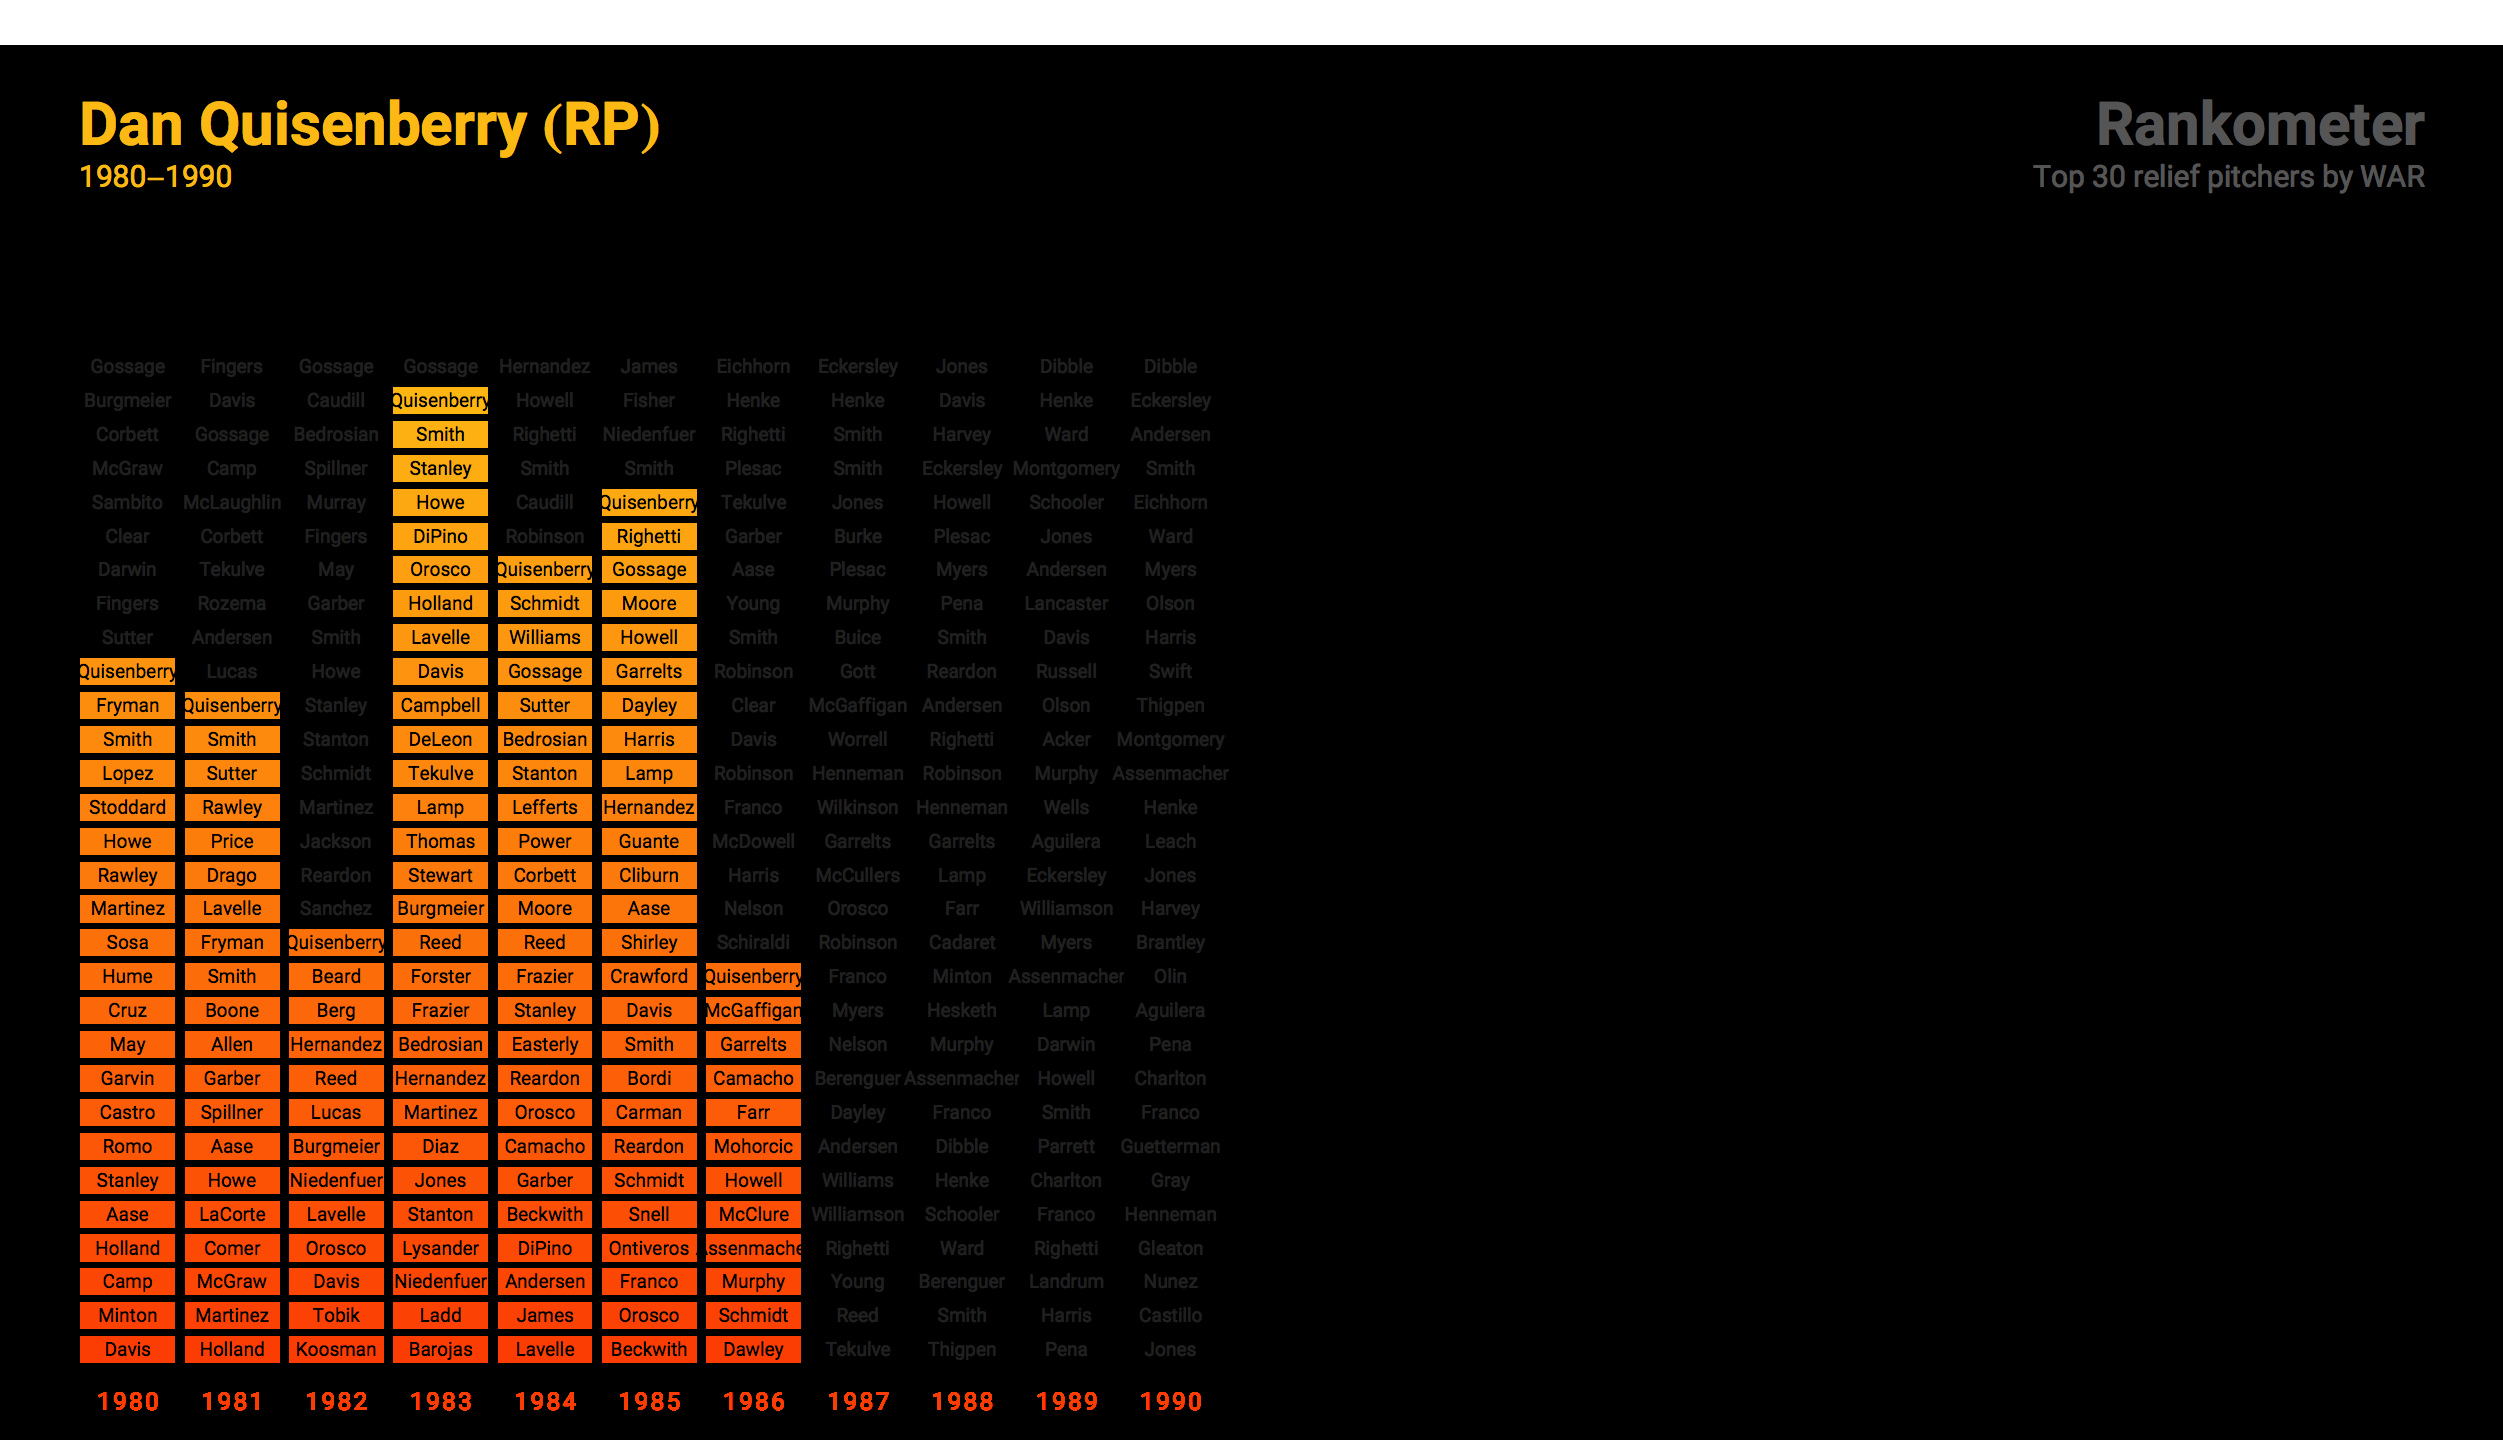 Dan Quisenberry (RP)
1980–1990
Rankometer
Top 30 relief pitchers by WAR
Gossage Fingers Gossage Gossage Hernandez James Eichhorn Eckersley Jones Dibble Dibble
Burgmeier Davis Caudill Quisenberry Howell Fisher Henke Henke Davis Henke Eckersley
Corbett Gossage Bedrosian Smith Righetti Niedenfuer Righetti Smith Harvey Ward Andersen
McGraw Camp Spillner Stanley Smith Smith Plesac Smith Eckersley Montgomery Smith
Sambito McLaughlin Murray Howe Caudill Quisenberry Tekulve Jones Howell Schooler Eichhorn
Clear Corbett Fingers DiPino Robinson Righetti Garber Burke Plesac Jones Ward
Darwin Tekulve May Orosco Quisenberry Gossage Aase Plesac Myers Andersen Myers
Fingers Rozema Garber Holland Schmidt Moore Young Murphy Pena Lancaster Olson
Sutter Andersen Smith Lavelle Williams Howell Smith Buice Smith Davis Harris
Quisenberry Lucas Howe Davis Gossage Garrelts Robinson Gott Reardon Russell Swift
Fryman Quisenberry Stanley Campbell Sutter Dayley Clear McGaffigan Andersen Olson Thigpen
Smith Smith Stanton DeLeon Bedrosian Harris Davis Worrell Righetti Acker Montgomery
Lopez Sutter Schmidt Tekulve Stanton Lamp Robinson Henneman Robinson Murphy Assenmacher
Stoddard Rawley Martinez Lamp Lefferts Hernandez Franco Wilkinson Henneman Wells Henke
Howe Price Jackson Thomas Power Guante McDowell Garrelts Garrelts Aguilera Leach
Rawley Drago Reardon Stewart Corbett Cliburn Harris McCullers Lamp Eckersley Jones
Martinez Lavelle Sanchez Burgmeier Moore Aase Nelson Orosco Farr Williamson Harvey
Sosa Fryman Quisenberry Reed Reed Shirley Schiraldi Robinson Cadaret Myers Brantley
Hume Smith Beard Forster Frazier Crawford Quisenberry Franco Minton Assenmacher Olin
Cruz Boone Berg Frazier Stanley Davis McGaffigan Myers Hesketh Lamp Aguilera
May Allen Hernandez Bedrosian Easterly Smith Garrelts Nelson Murphy Darwin Pena
Garvin Garber Reed Hernandez Reardon Bordi Camacho Berenguer Assenmacher Howell Charlton
Castro Spillner Lucas Martinez Orosco Carman Farr Dayley Franco Smith Franco
Romo Aase Burgmeier Diaz Camacho Reardon Mohorcic Andersen Dibble Parrett Guetterman
Stanley Howe Niedenfuer Jones Garber Schmidt Howell Williams Henke Charlton Gray
Aase LaCorte Lavelle Stanton Beckwith Snell McClure Williamson Schooler Franco Henneman
Holland Comer Orosco Lysander DiPino Ontiveros Assenmache Righetti Ward Righetti Gleaton
Camp McGraw Davis Niedenfuer Andersen Franco Murphy Young Berenguer Landrum Nunez
Minton Martinez Tobik Ladd James Orosco Schmidt Reed Smith Harris Castillo
Davis Holland Koosman Barojas Lavelle Beckwith Dawley Tekulve Thigpen Pena Jones
1980 1981 1982 1983 1984 1985 1986 1987 1988 1989 1990